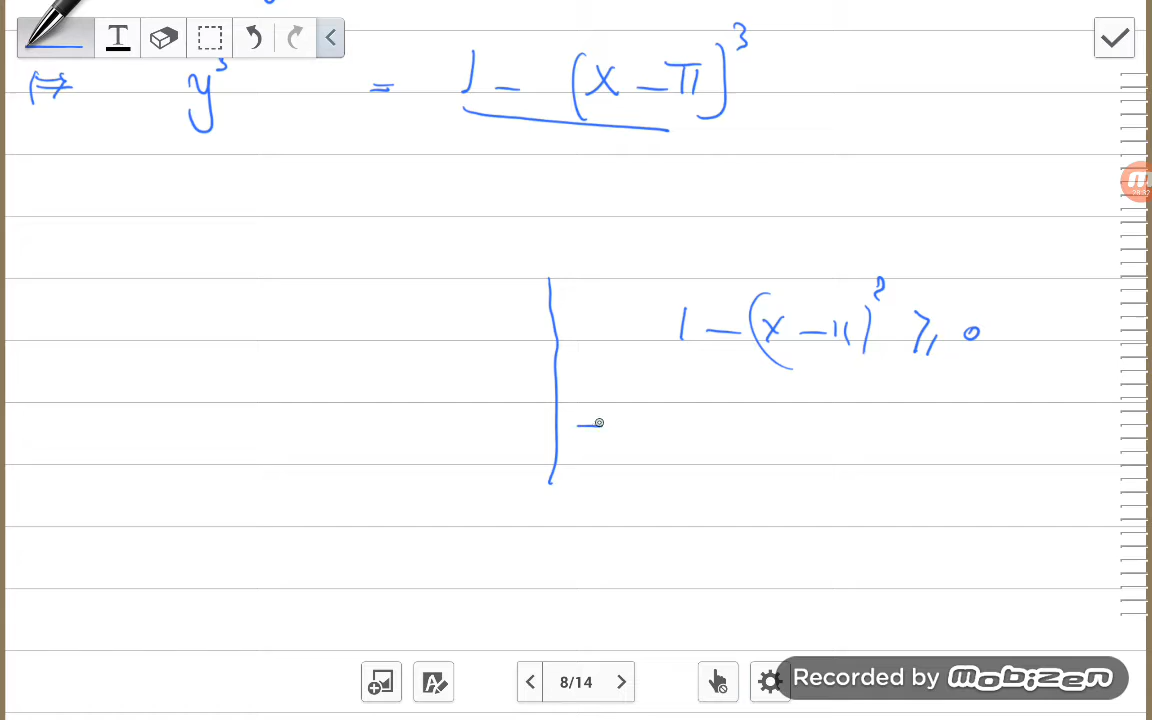 T
⇔ y³ = 1 - (x - π)³
1 - (x - π)² ⩾ 0
-
8/14
Recorded by mobizen